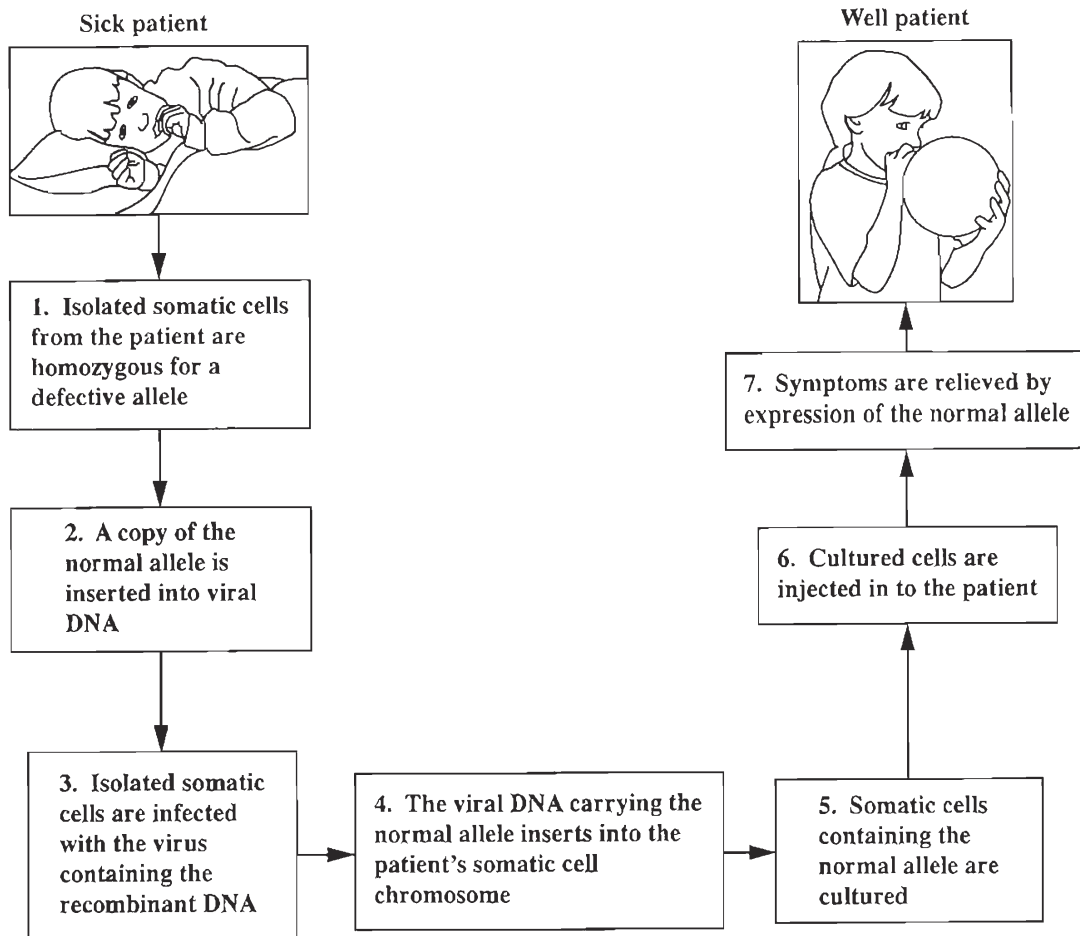 Sick patient
1. Isolated somatic cells
from the patient are
homozygous for a
defective allele
2. A copy of the
normal allele is
inserted into viral
DNA
3. Isolated somatic
cells are infected
with the virus
containing the
recombinant DNA
4. The viral DNA carrying the
normal allele inserts into the
patient's somatic cell
chromosome
5. Somatic cells
containing the
normal allele are
cultured
6. Cultured cells are
injected in to the patient
7. Symptoms are relieved by
expression of the normal allele
Well patient